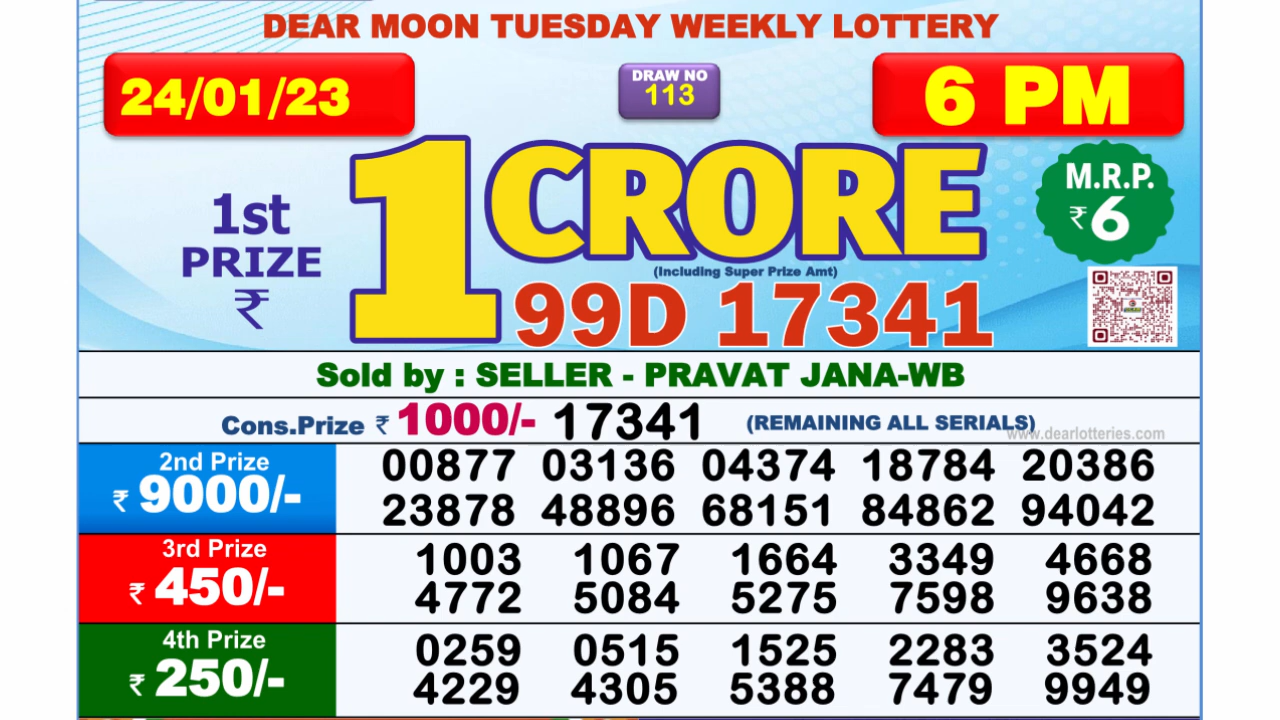 DEAR MOON TUESDAY WEEKLY LOTTERY
24/01/23
DRAW NO
113
6 PM
1st
PRIZE
₹
1 CRORE
(Including Super Prize Amt)
99D 17341
M.R.P.
₹6
Sold by : SELLER - PRAVAT JANA-WB
Cons.Prize ₹ 1000/- 17341 (REMAINING ALL SERIALS)
www.dearlotteries.com
2nd Prize
₹ 9000/-
00877 03136 04374 18784 20386
23878 48896 68151 84862 94042
3rd Prize
₹ 450/-
1003 1067 1664 3349 4668
4772 5084 5275 7598 9638
4th Prize
₹ 250/-
0259 0515 1525 2283 3524
4229 4305 5388 7479 9949